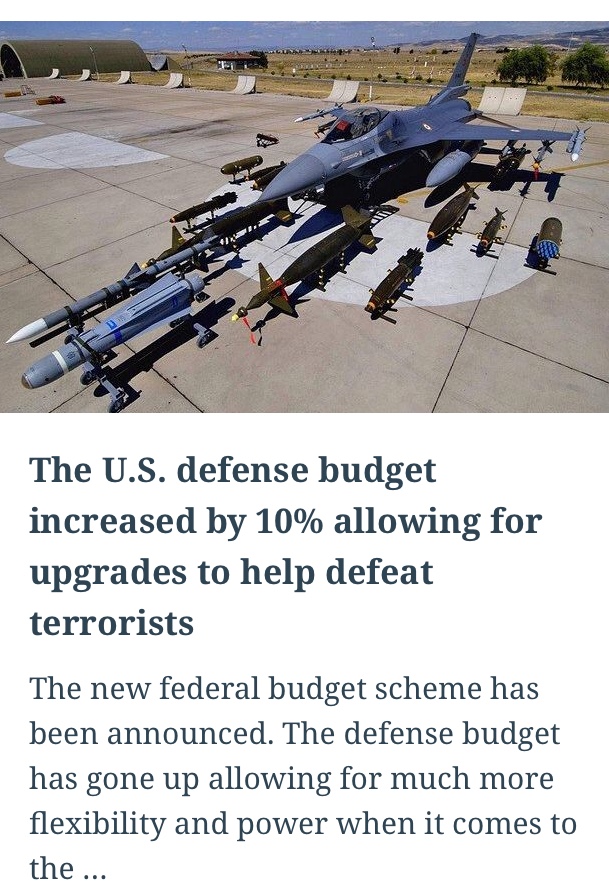 The U.S. defense budget
increased by 10% allowing for
upgrades to help defeat
terrorists
The new federal budget scheme has
been announced. The defense budget
has gone up allowing for much more
flexibility and power when it comes to
the ...